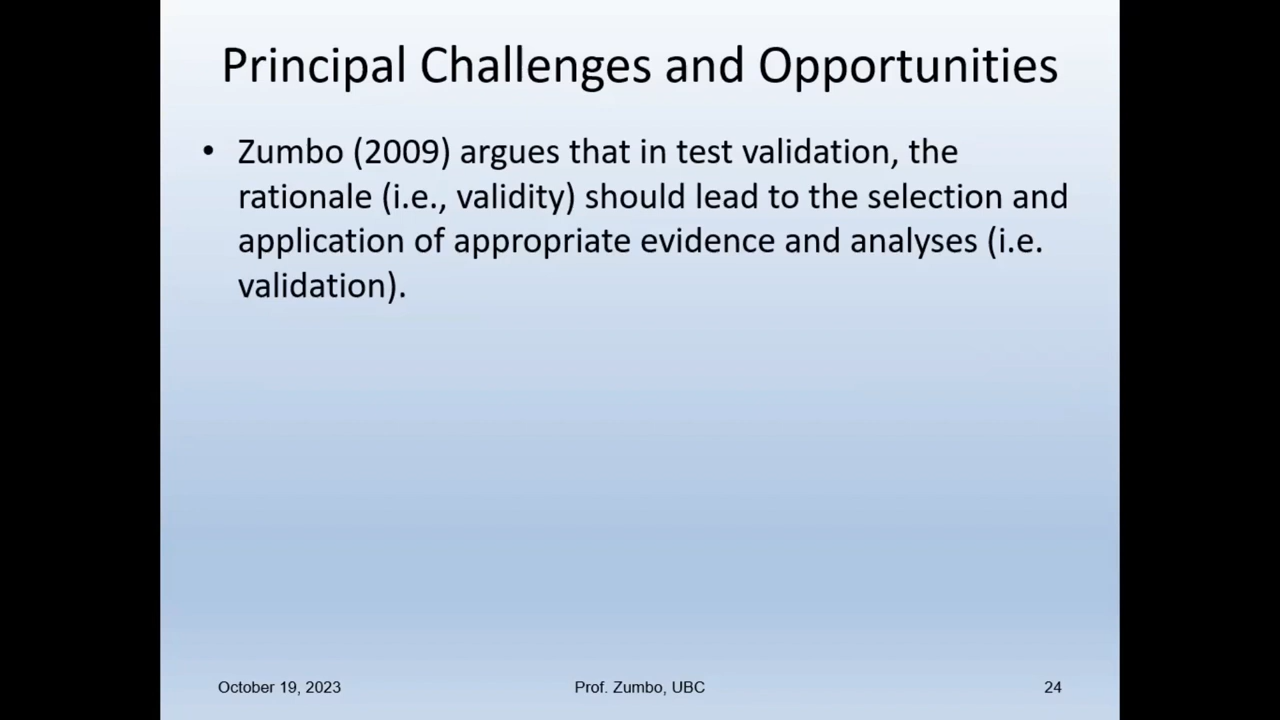 Principal Challenges and Opportunities
• Zumbo (2009) argues that in test validation, the
rationale (i.e., validity) should lead to the selection and
application of appropriate evidence and analyses (i.e.
validation).
October 19, 2023
Prof. Zumbo, UBC
24